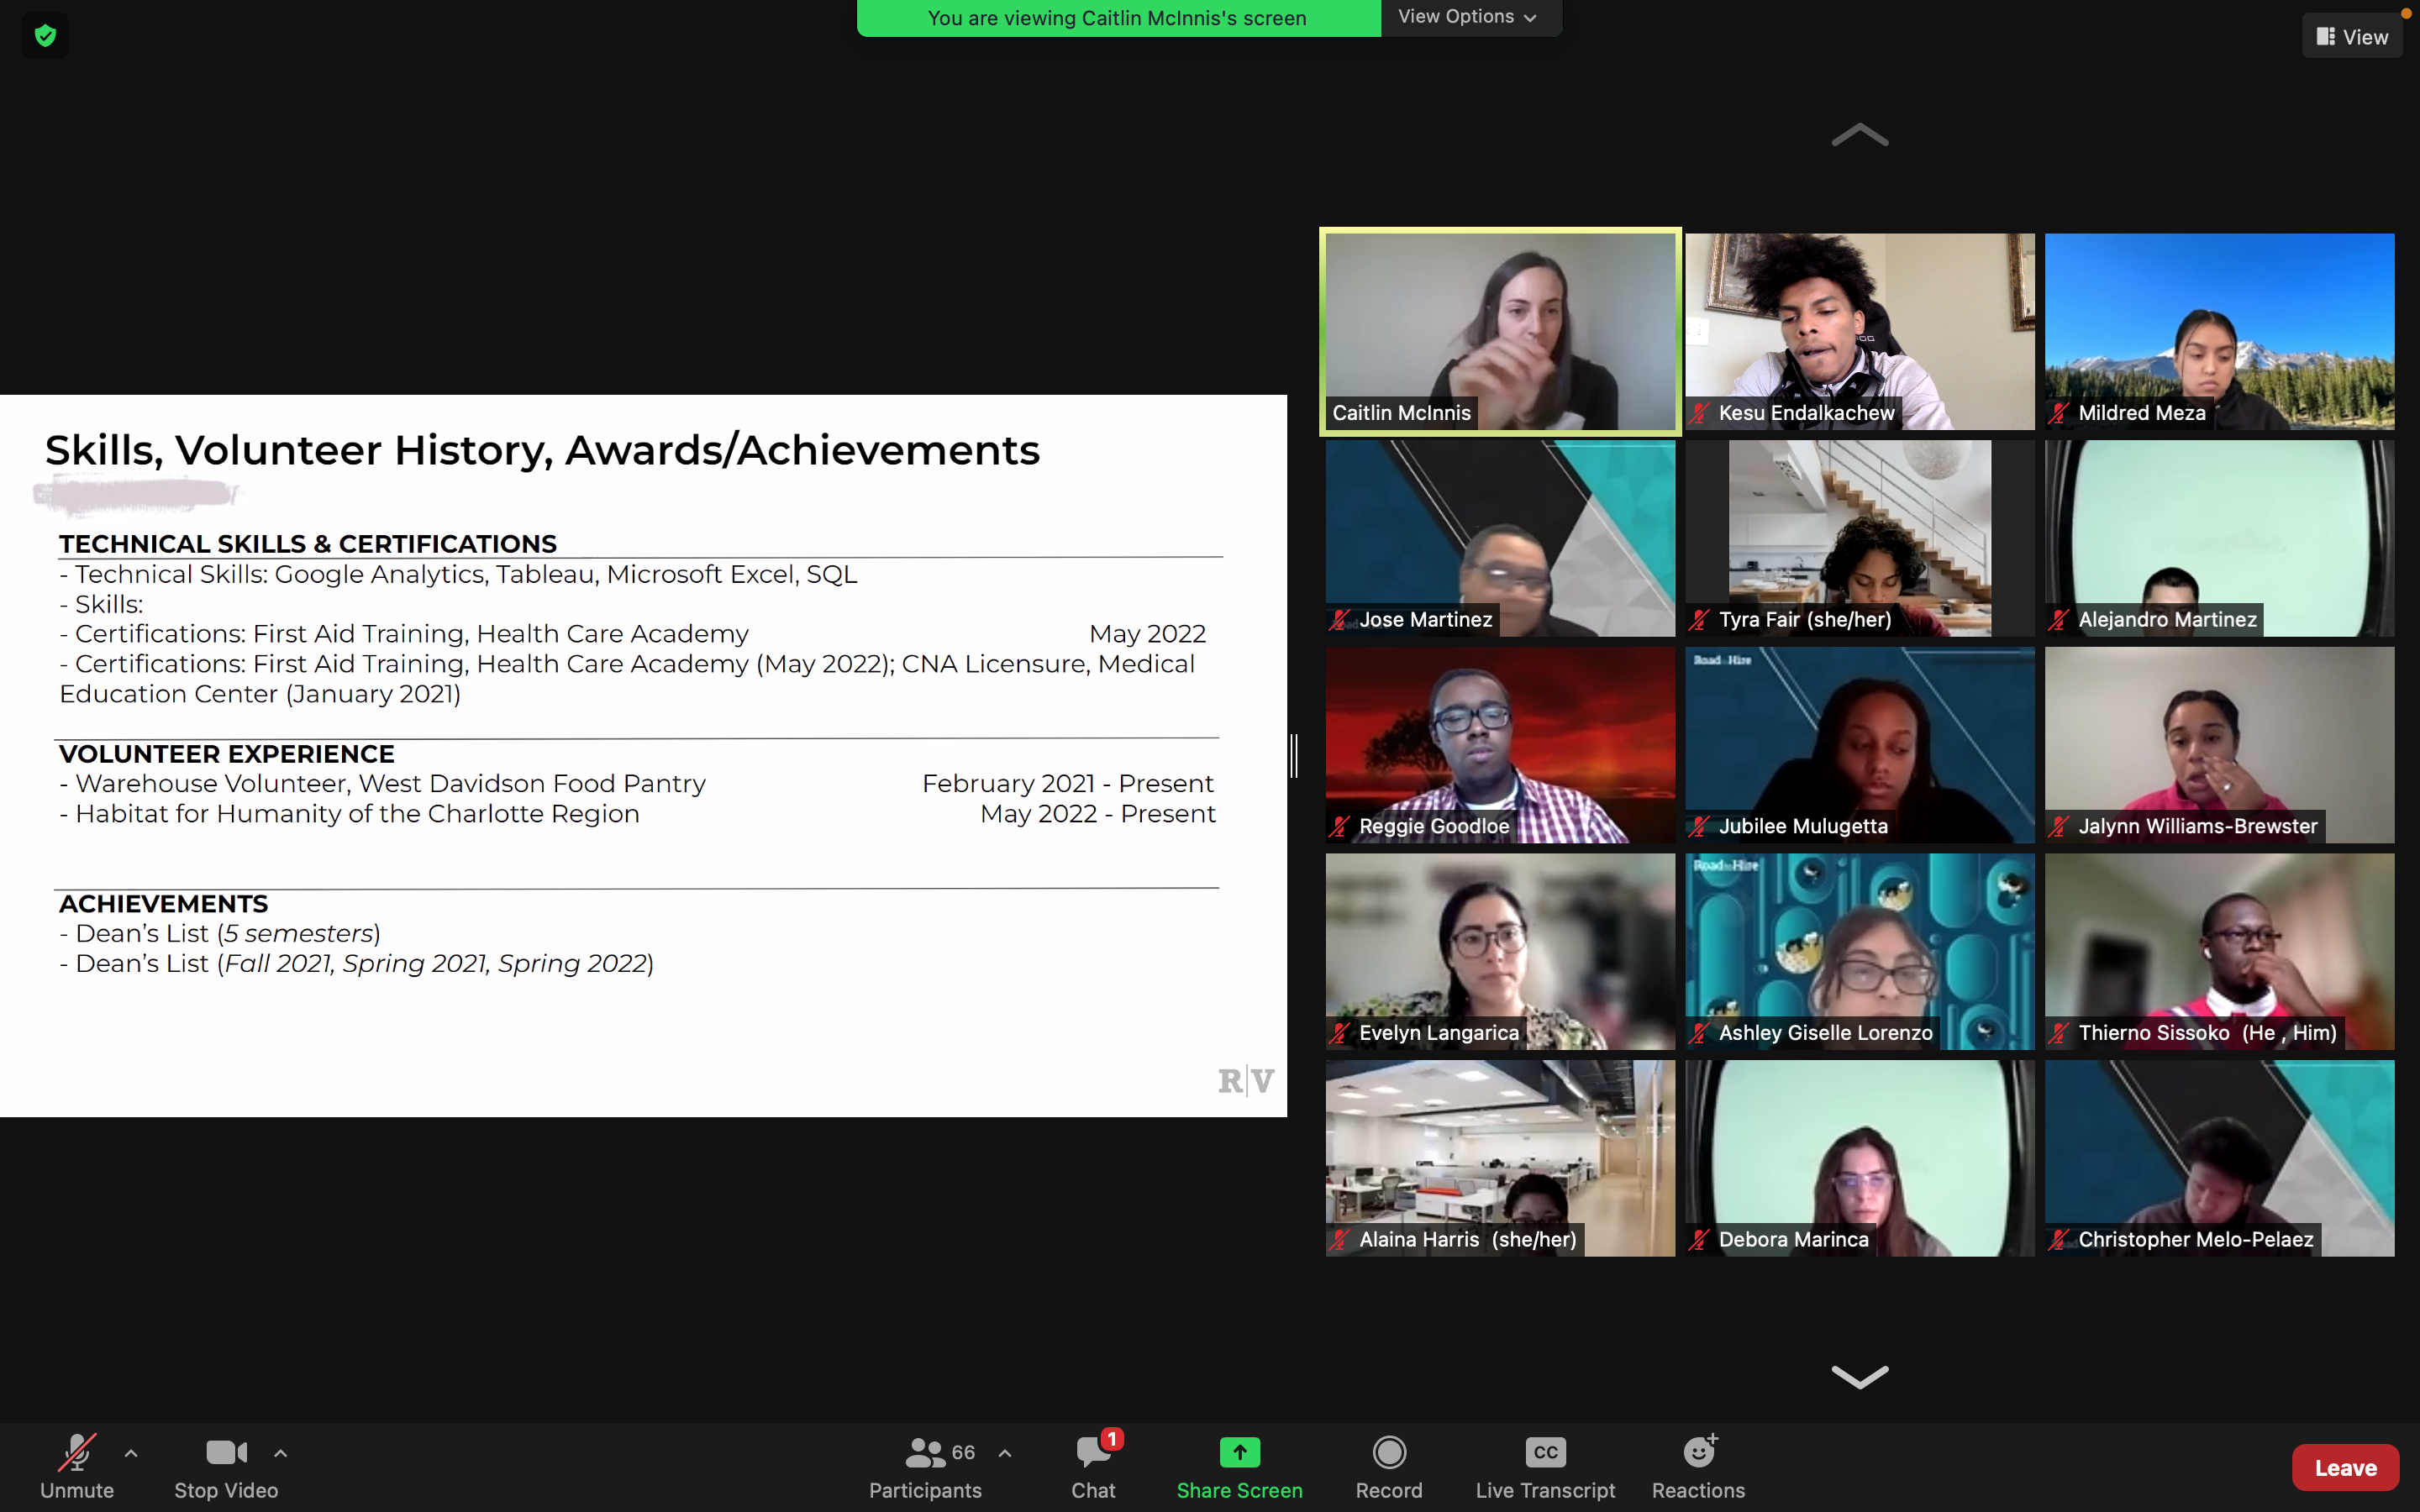 You are viewing Caitlin McInnis's screen
View Options
View
Skills, Volunteer History, Awards/Achievements
TECHNICAL SKILLS & CERTIFICATIONS
- Technical Skills: Google Analytics, Tableau, Microsoft Excel, SQL
- Skills:
- Certifications: First Aid Training, Health Care Academy May 2022
- Certifications: First Aid Training, Health Care Academy (May 2022); CNA Licensure, Medical
Education Center (January 2021)
VOLUNTEER EXPERIENCE
- Warehouse Volunteer, West Davidson Food Pantry February 2021 - Present
- Habitat for Humanity of the Charlotte Region May 2022 - Present
ACHIEVEMENTS
- Dean's List (5 semesters)
- Dean's List (Fall 2021, Spring 2021, Spring 2022)
R|V
Caitlin McInnis
Kesu Endalkachew
Mildred Meza
Jose Martinez
Tyra Fair (she/her)
Alejandro Martinez
Reggie Goodloe
Road to Hire
Jubilee Mulugetta
Jalynn Williams-Brewster
Evelyn Langarica
Road to Hire
Ashley Giselle Lorenzo
Thierno Sissoko (He , Him)
Alaina Harris (she/her)
Debora Marinca
Christopher Melo-Pelaez
Unmute
Stop Video
66
Participants
1
Chat
Share Screen
Record
CC
Live Transcript
Reactions
Leave